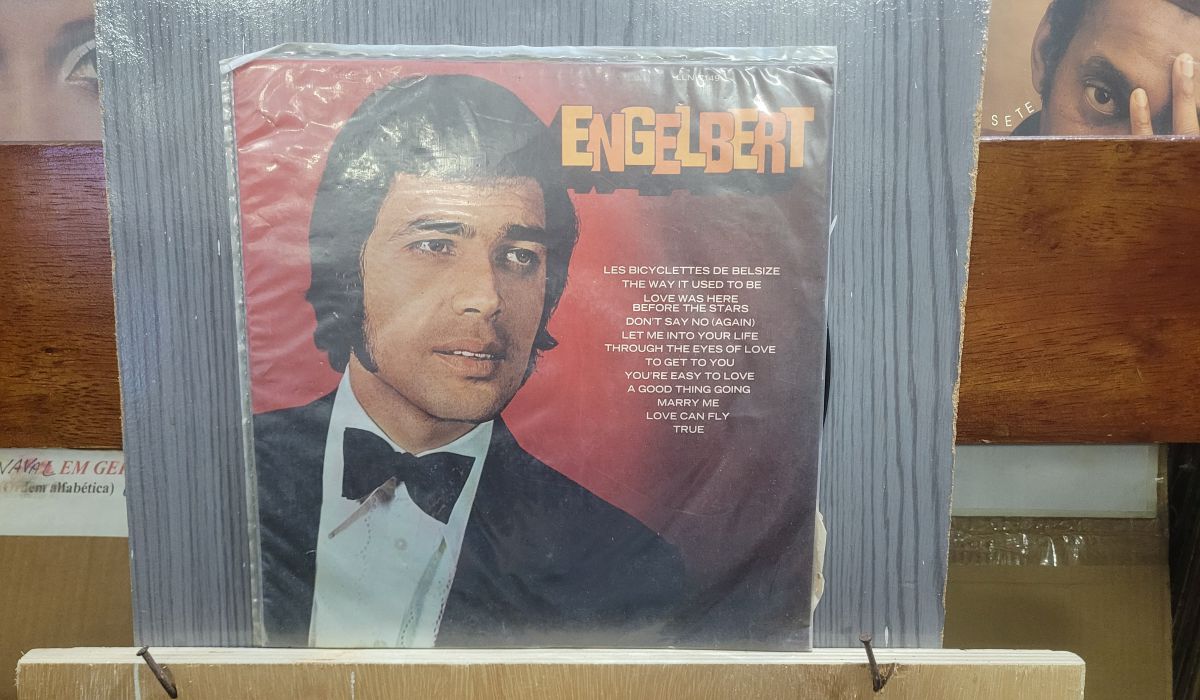 ENGELBERT
LES BICYCLETTES DE BELSIZE
THE WAY IT USED TO BE
LOVE WAS HERE
BEFORE THE STARS
DON'T SAY NO (AGAIN)
LET ME INTO YOUR LIFE
THROUGH THE EYES OF LOVE
TO GET TO YOU
YOU'RE EASY TO LOVE
A GOOD THING GOING
MARRY ME
LOVE CAN FLY
TRUE
SETE
EM GE
alfabética)